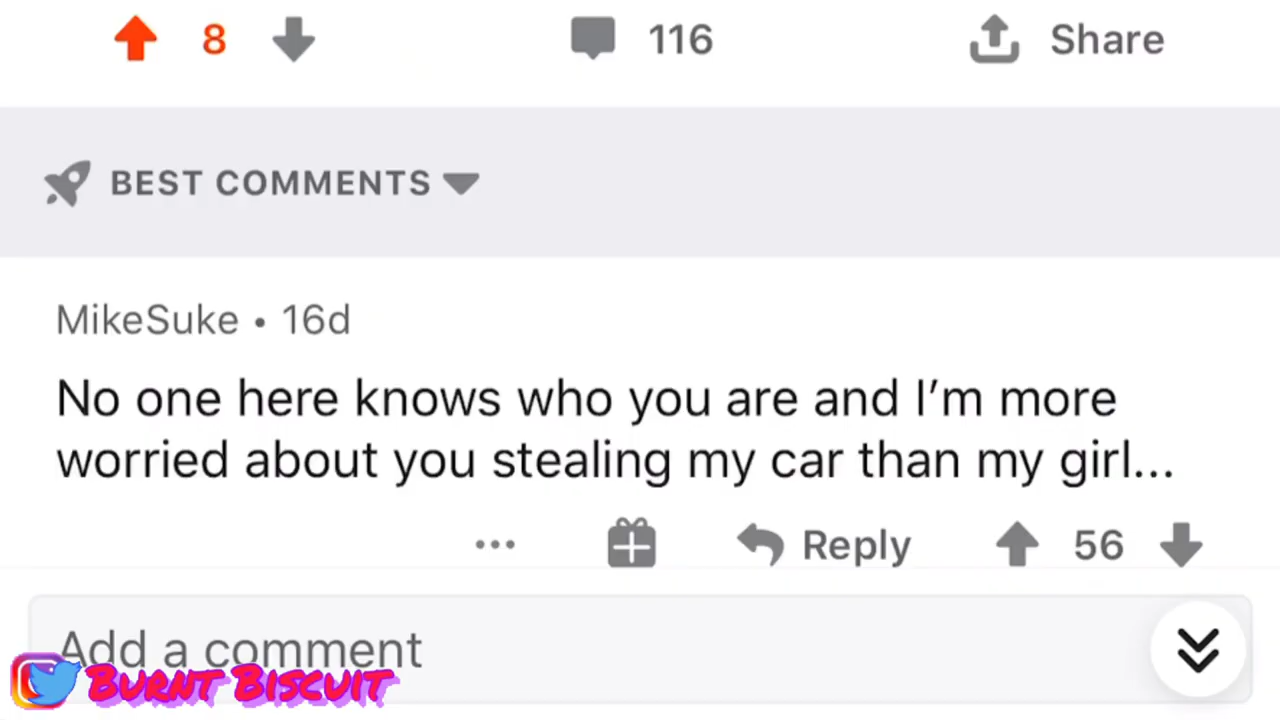 8 116 Share
BEST COMMENTS
MikeSuke • 16d
No one here knows who you are and I’m more
worried about you stealing my car than my girl...
Reply 56
Add a comment
BURNT BISCUIT